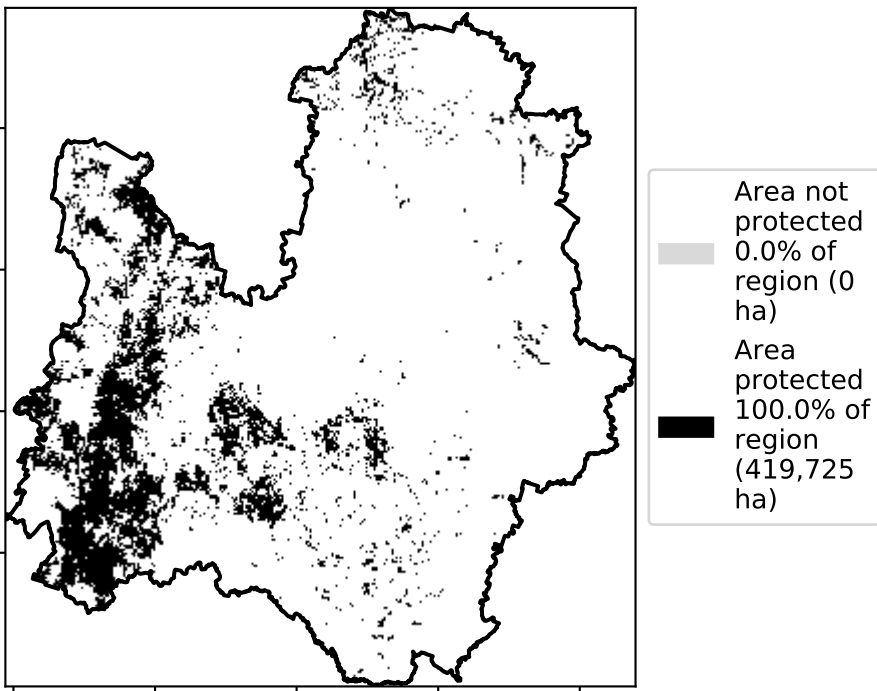 Area not
protected
0.0% of
region (0
ha)
Area
protected
100.0% of
region
(419,725
ha)